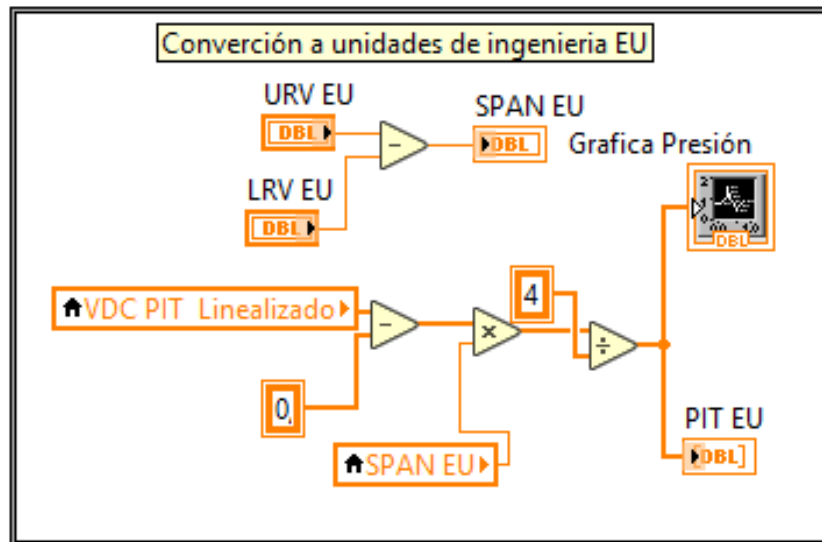 Converción a unidades de ingenieria EU
URV EU
DBL
SPAN EU
DBL
Grafica Presión
LRV EU
DBL
DBL
VDC PIT Linealizado
4
0,
SPAN EU
PIT EU
DBL]